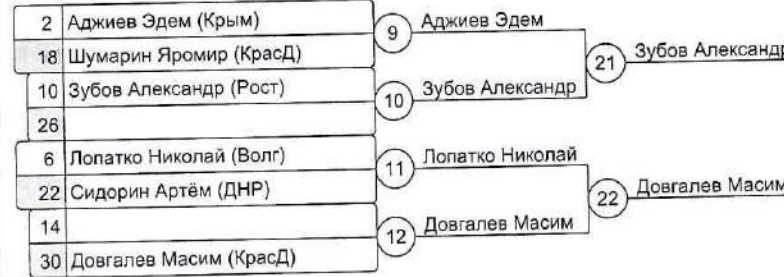 2 Аджиев Эдем (Крым)
18 Шумарин Яромир (КрасД)
10 Зубов Александр (Рост)
26
6 Лопатко Николай (Волг)
22 Сидорин Артём (ДНР)
14
30 Довгалев Масим (КрасД)
9 Аджиев Эдем
10 Зубов Александр
11 Лопатко Николай
12 Довгалев Масим
21 Зубов Александр
22 Довгалев Масим